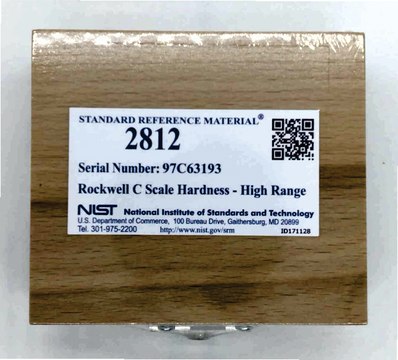 STANDARD REFERENCE MATERIAL®
2812
Serial Number: 97C63193
Rockwell C Scale Hardness - High Range
NIST National Institute of Standards and Technology
U.S. Department of Commerce, 100 Bureau Drive, Gaithersburg, MD 20899
Tel. 301-975-2200 http://www.nist.gov/srm ID171128